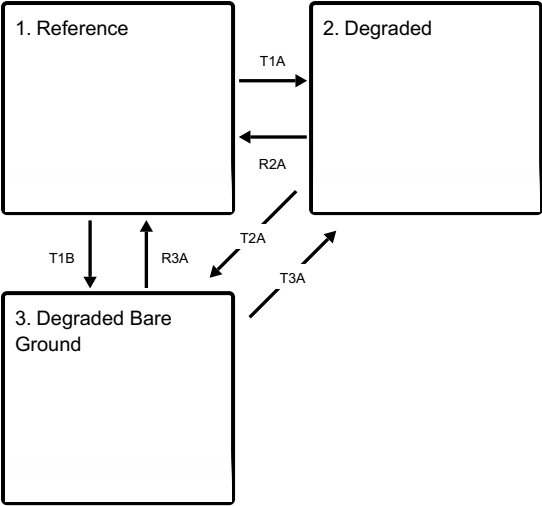 1. Reference
2. Degraded
T1A
R2A
T1B
R3A
T2A
T3A
3. Degraded Bare
Ground